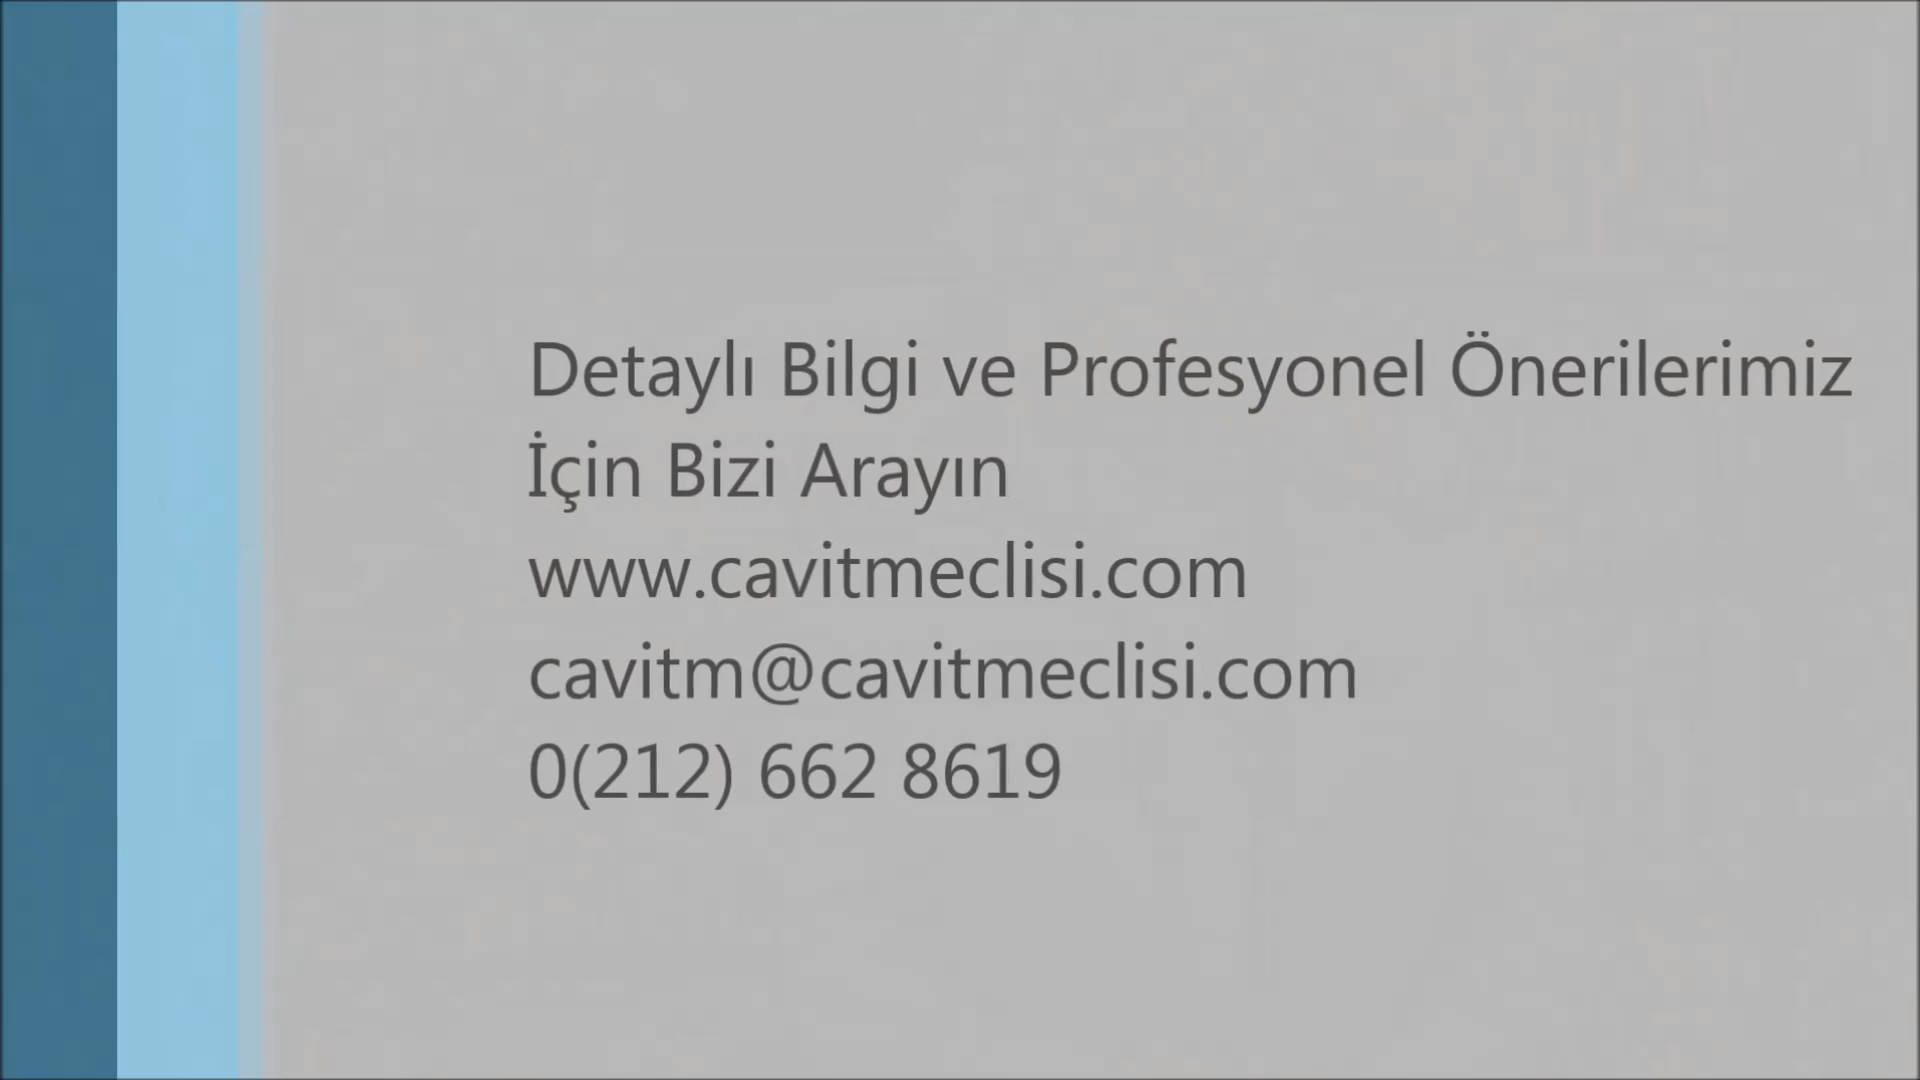 Detaylı Bilgi ve Profesyonel Önerilerimiz
İçin Bizi Arayın
www.cavitmeclisi.com
cavitm@cavitmeclisi.com
0(212) 662 8619